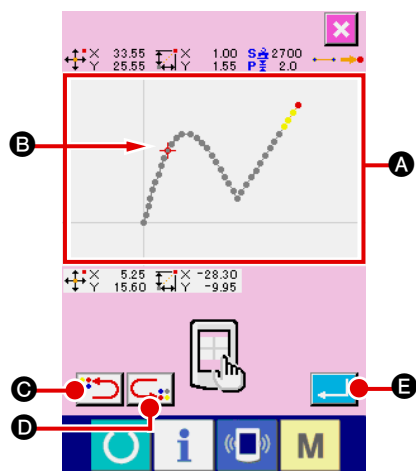 X 33.55 X 1.00 S 2700
Y 25.55 Y 1.55 P 2.0
B
A
X 5.25 X -28.30
Y 15.60 Y -9.95
C
D
E
i
M